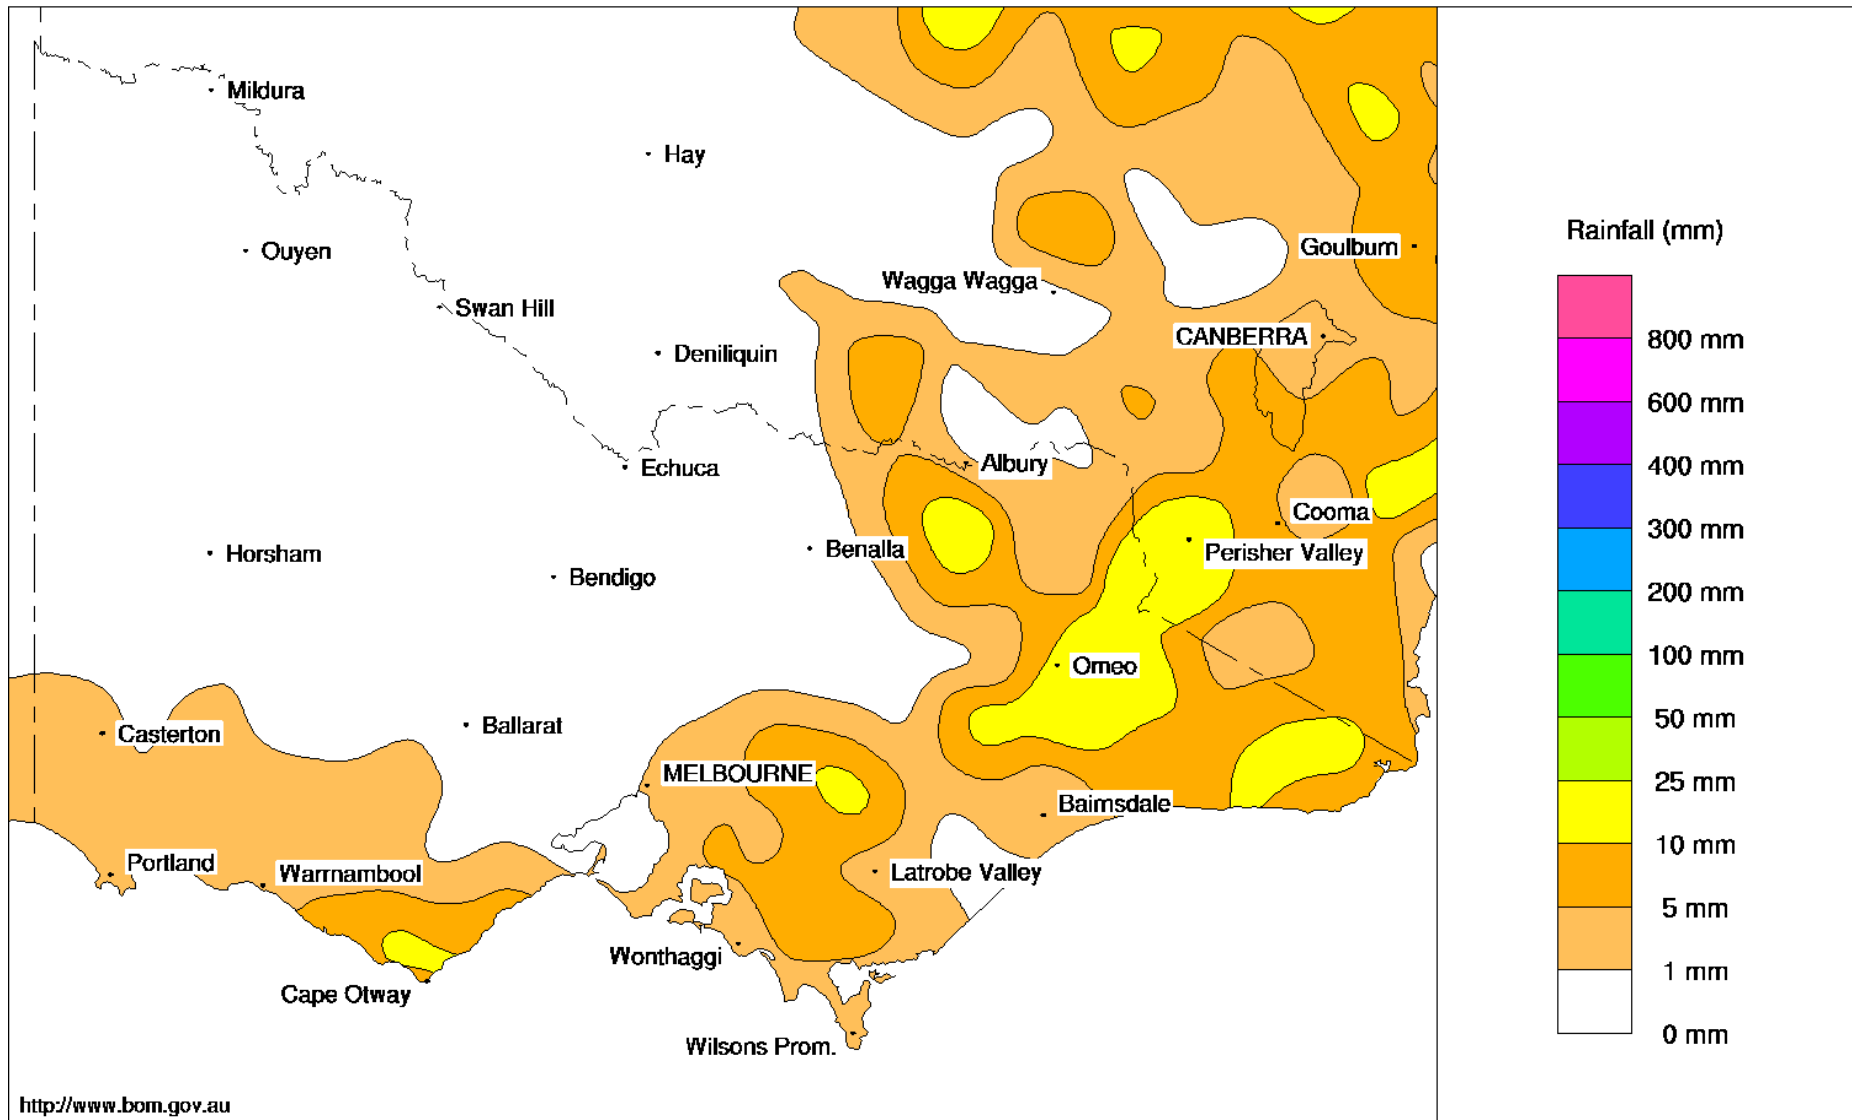 Mildura
Hay
Ouyen
Goulburn
Wagga Wagga
Swan Hill
CANBERRA
Deniliquin
Albury
Echuca
Cooma
Benalla
Perisher Valley
Horsham
Bendigo
Omeo
Ballarat
Casterton
MELBOURNE
Bairnsdale
Portland
Warrnambool
Latrobe Valley
Wonthaggi
Cape Otway
Wilsons Prom.
http://www.bom.gov.au
Rainfall (mm)
800 mm
600 mm
400 mm
300 mm
200 mm
100 mm
50 mm
25 mm
10 mm
5 mm
1 mm
0 mm